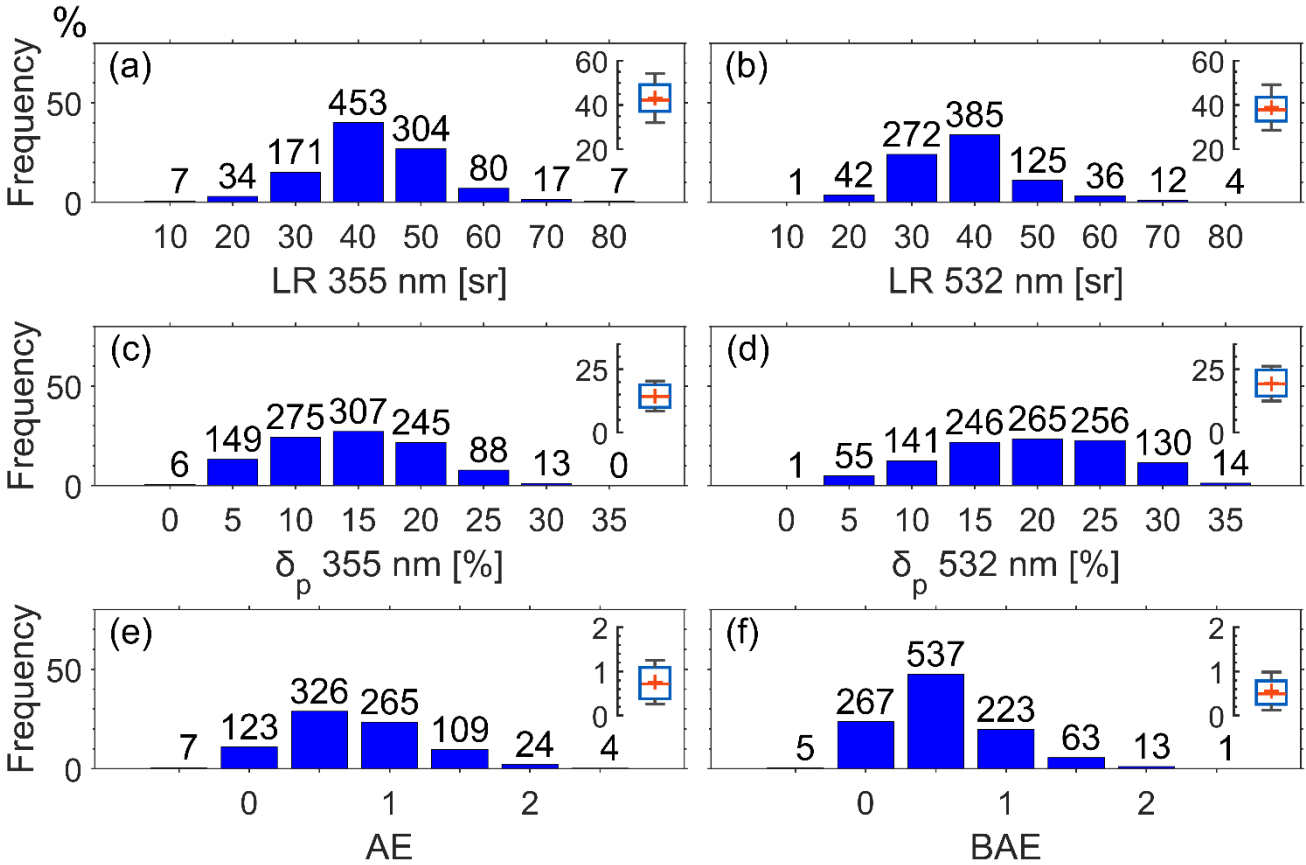 %
Frequency
50
0
(a)
7 34 171 453 304 80 17 7
60
40
20
10 20 30 40 50 60 70 80
LR 355 nm [sr]
(b)
1 42 272 385 125 36 12 4
60
40
20
10 20 30 40 50 60 70 80
LR 532 nm [sr]
Frequency
50
0
(c)
6 149 275 307 245 88 13 0
25
0
0 5 10 15 20 25 30 35
δp 355 nm [%]
(d)
1 55 141 246 265 256 130 14
25
0
0 5 10 15 20 25 30 35
δp 532 nm [%]
Frequency
50
0
(e)
7 123 326 265 109 24 4
2
1
0
0 1 2
AE
(f)
5 267 537 223 63 13 1
2
1
0
0 1 2
BAE